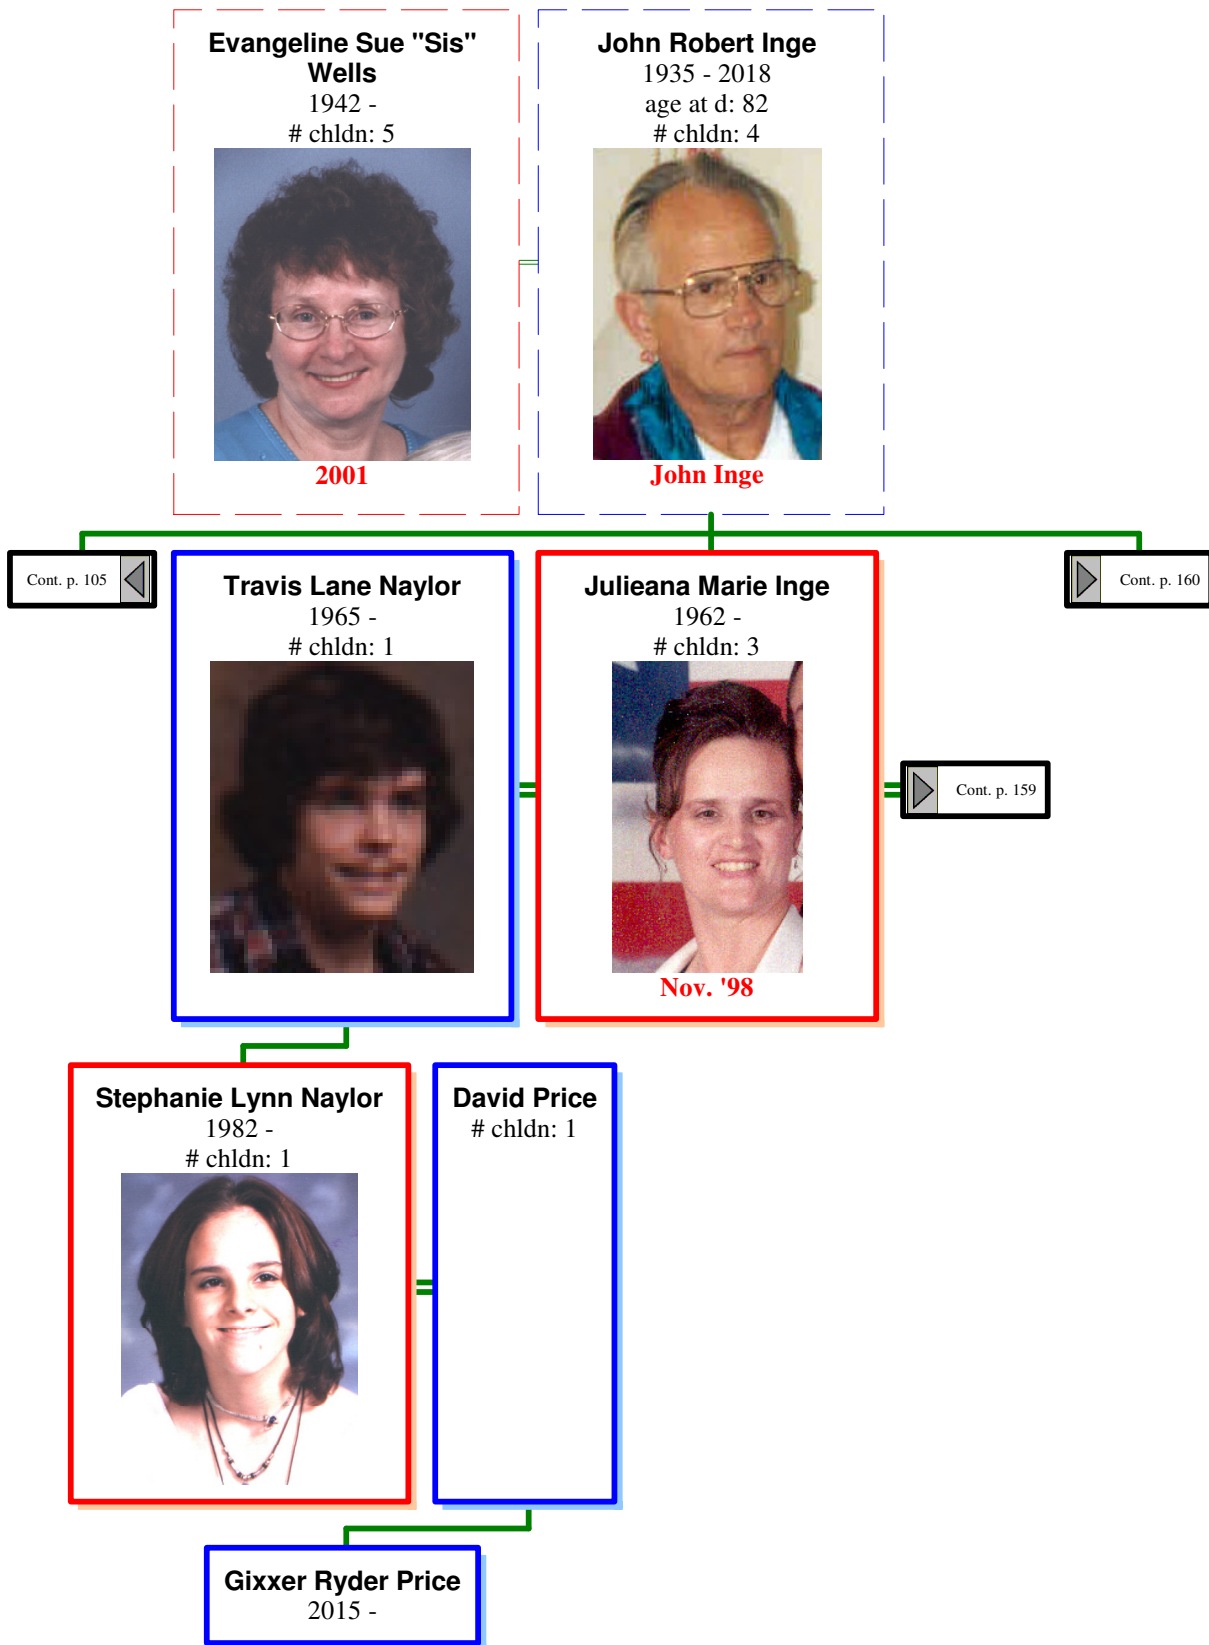 Evangeline Sue "Sis"
Wells
1942 -
# chldn: 5
2001
John Robert Inge
1935 - 2018
age at d: 82
# chldn: 4
John Inge
Cont. p. 105
Travis Lane Naylor
1965 -
# chldn: 1
Julieana Marie Inge
1962 -
# chldn: 3
Nov. '98
Cont. p. 160
Cont. p. 159
Stephanie Lynn Naylor
1982 -
# chldn: 1
David Price
# chldn: 1
Gixxer Ryder Price
2015 -